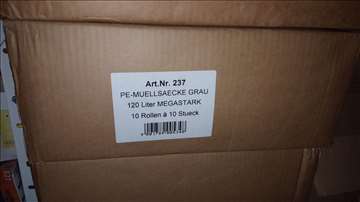 Art.Nr. 237
PE-MUELLSAECKE GRAU
120 Liter MEGASTARK
10 Rollen à 10 Stueck